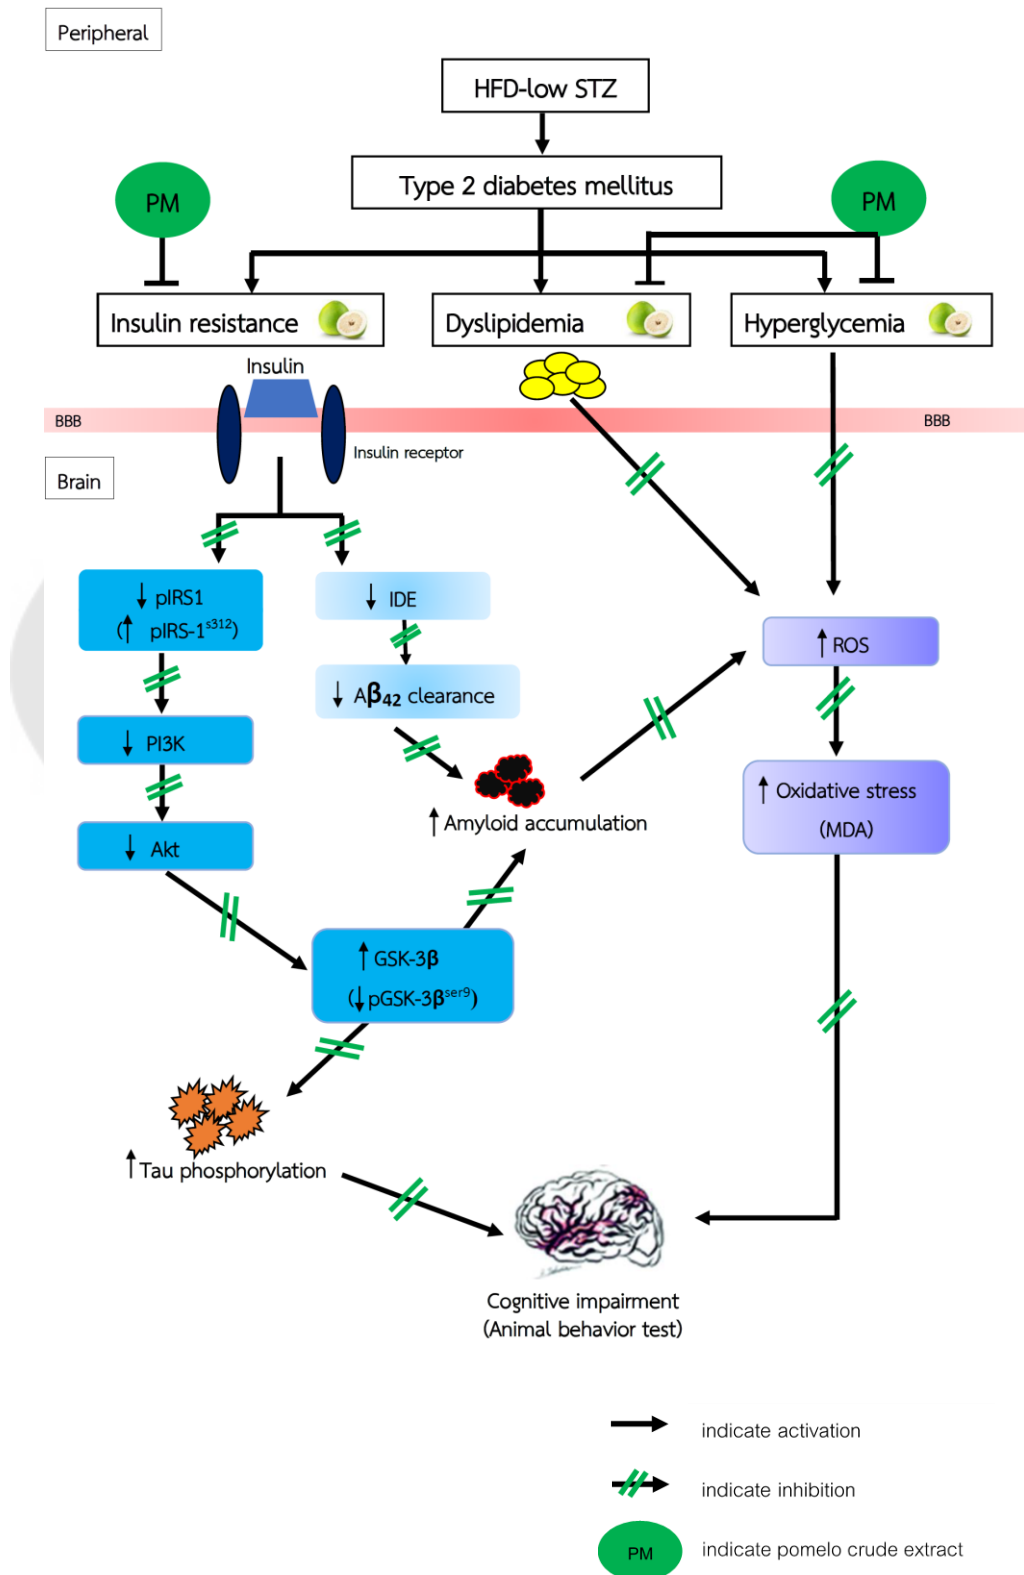 Peripheral
HFD-low STZ
Type 2 diabetes mellitus
PM
PM
Insulin resistance
Dyslipidemia
Hyperglycemia
Insulin
BBB
BBB
Insulin receptor
Brain
↓ pIRS1
(↑ pIRS-1ˢ³¹²)
↓ IDE
↑ ROS
↓ Aβ₄₂ clearance
↓ PI3K
↑ Oxidative stress
(MDA)
↑ Amyloid accumulation
↓ Akt
↑ GSK-3β
(↓ pGSK-3βˢᵉʳ⁹)
↑ Tau phosphorylation
Cognitive impairment
(Animal behavior test)
indicate activation
indicate inhibition
PM indicate pomelo crude extract